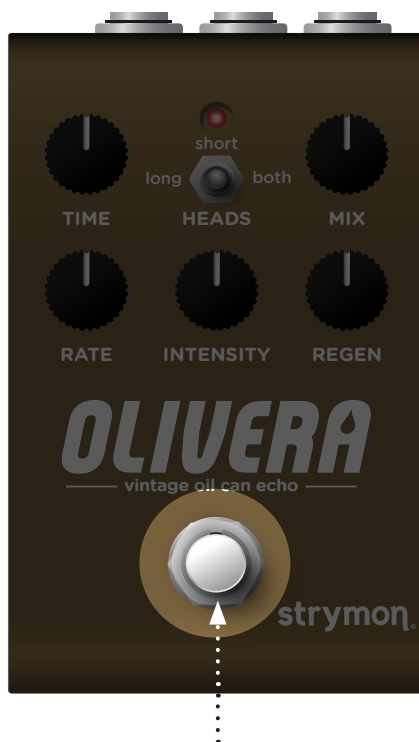 short
long both
TIME HEADS MIX
RATE INTENSITY REGEN
OLIVERA
vintage oil can echo
strymon®